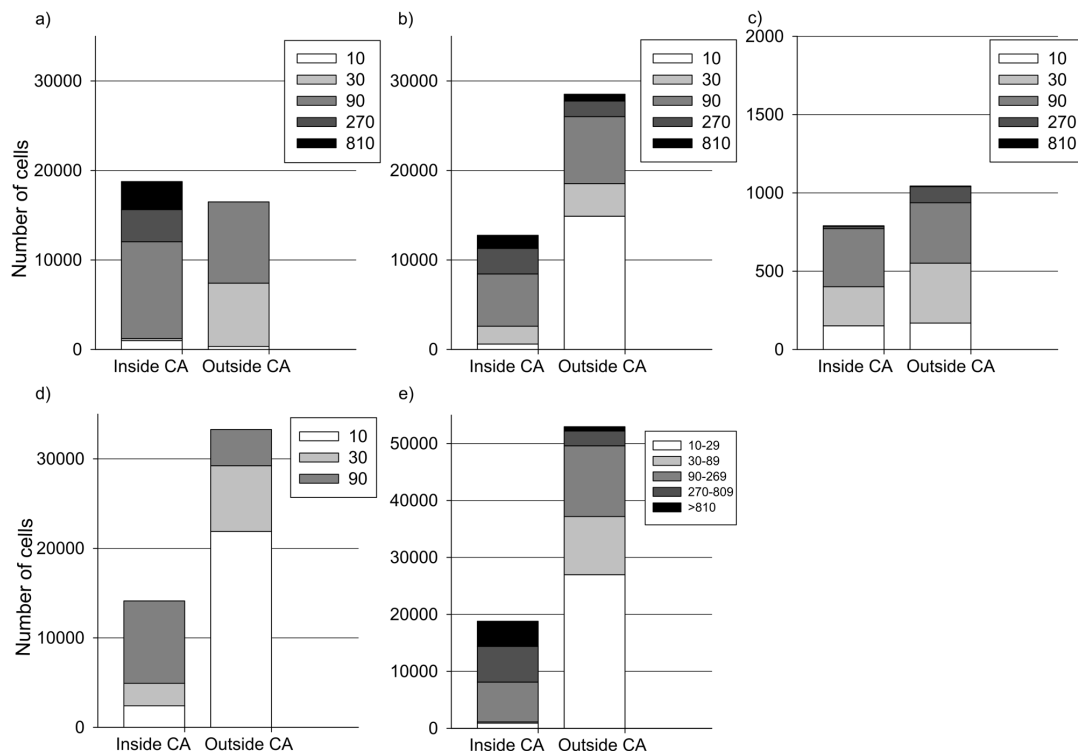 a)
Number of cells
30000
20000
10000
0
Inside CA
Outside CA
10
30
90
270
810
b)
30000
20000
10000
0
Inside CA
Outside CA
10
30
90
270
810
c)
2000
1500
1000
500
0
Inside CA
Outside CA
10
30
90
270
810
d)
Number of cells
30000
20000
10000
0
Inside CA
Outside CA
10
30
90
e)
50000
40000
30000
20000
10000
0
Inside CA
Outside CA
10-29
30-89
90-269
270-809
>810